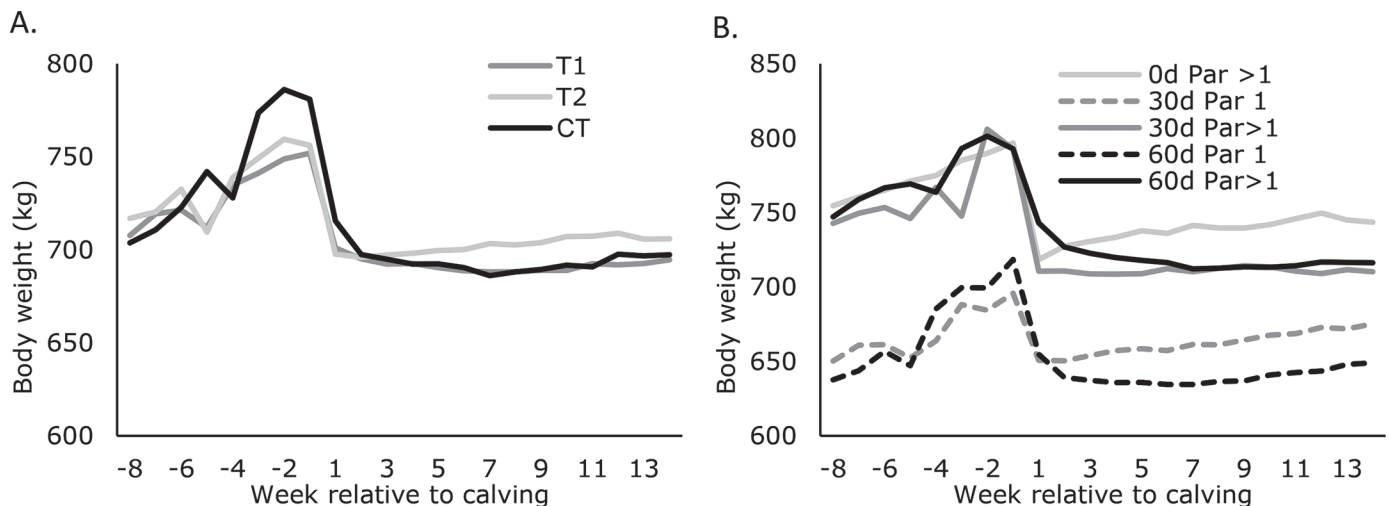 A.
800
750
700
650
600
Body weight (kg)
T1
T2
CT
-8 -6 -4 -2 1 3 5 7 9 11 13
Week relative to calving
B.
850
800
750
700
650
600
Body weight (kg)
0d Par >1
30d Par 1
30d Par>1
60d Par 1
60d Par>1
-8 -6 -4 -2 1 3 5 7 9 11 13
Week relative to calving